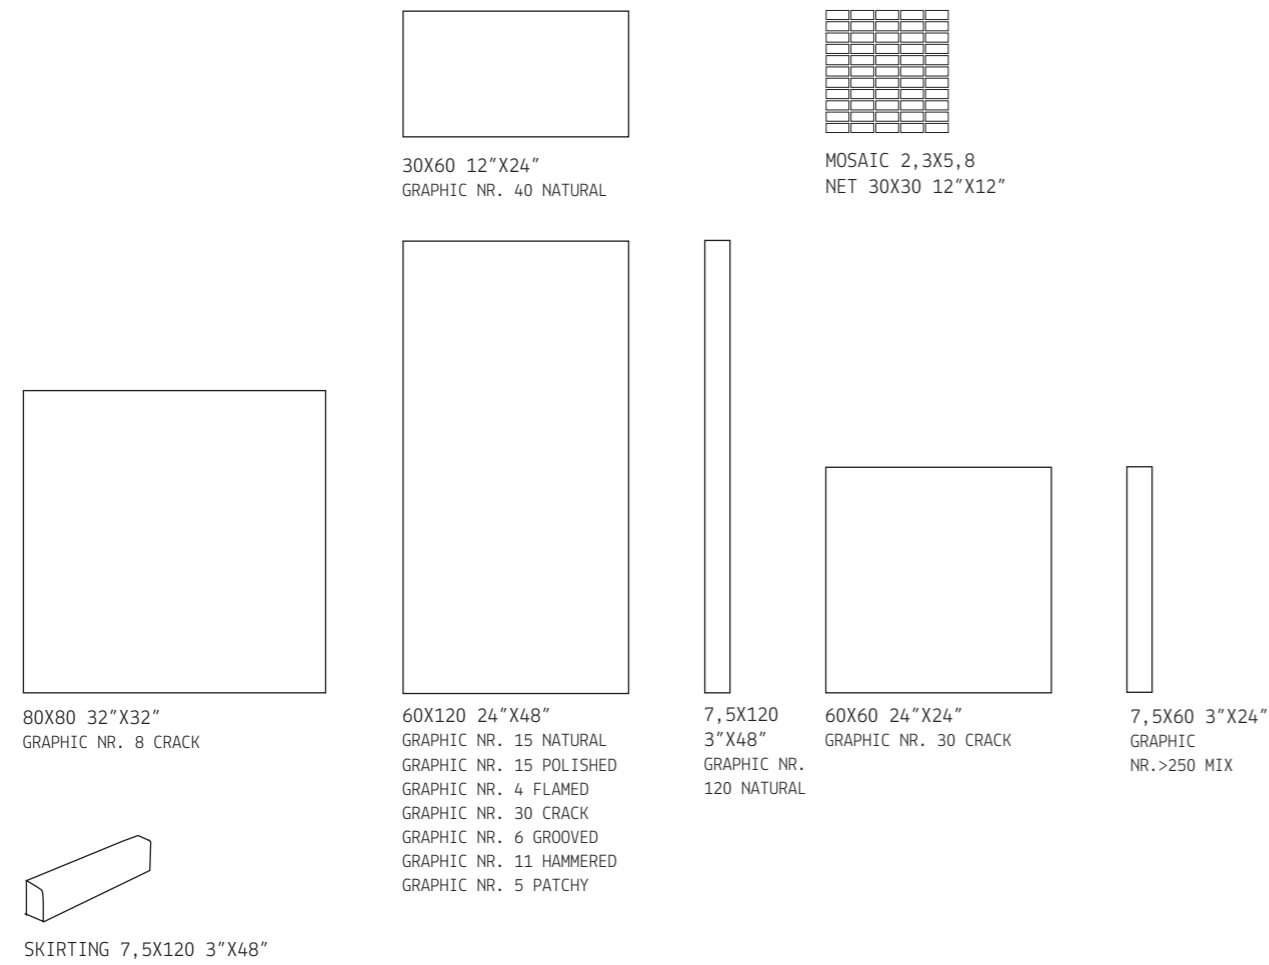 30X60 12”X24”
GRAPHIC NR. 40 NATURAL
MOSAIC 2,3X5,8
NET 30X30 12”X12”
80X80 32”X32”
GRAPHIC NR. 8 CRACK
60X120 24”X48”
GRAPHIC NR. 15 NATURAL
GRAPHIC NR. 15 POLISHED
GRAPHIC NR. 4 FLAMED
GRAPHIC NR. 30 CRACK
GRAPHIC NR. 6 GROOVED
GRAPHIC NR. 11 HAMMERED
GRAPHIC NR. 5 PATCHY
7,5X120
3”X48”
GRAPHIC NR.
120 NATURAL
60X60 24”X24”
GRAPHIC NR. 30 CRACK
7,5X60 3”X24”
GRAPHIC
NR.>250 MIX
SKIRTING 7,5X120 3”X48”